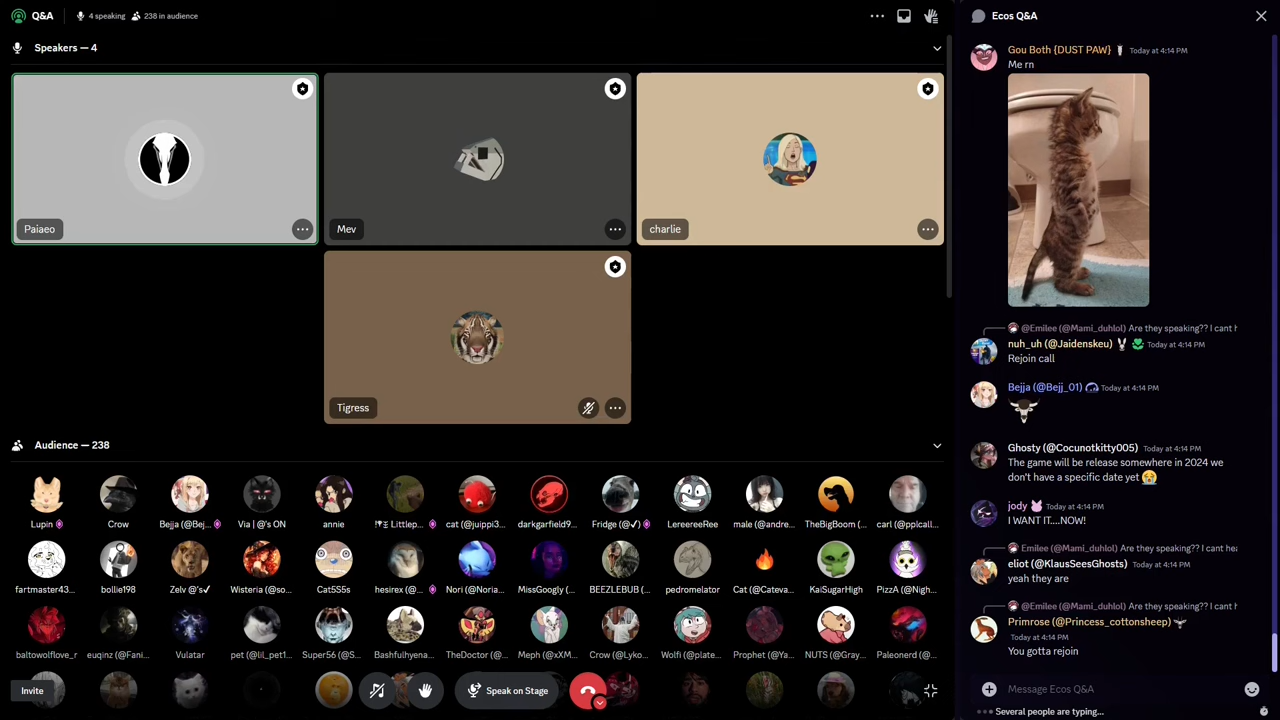 Q&A
4 speaking
238 in audience
Speakers — 4
Paiaeo
Mev
charlie
Tigress
Audience — 238
Lupin
Crow
Bejja (@Bej...
Via | @'s ON
annie
Littlep...
cat (@juippi3...
darkgarfield9...
Fridge (@✓)
LereereeRee
male (@andre...
TheBigBoom (...
carl (@pplcall...
fartmaster43...
bollie198
Zelv @'s✓
Wisteria (@so...
Cat5S5s
hesirex (@...
Nori (@Noria...
MissGoogly (...
BEEZLEBUB (...
pedromelator
Cat (@Cateva...
KaiSugarHigh
PizzA (@Nigh...
baltowolflove_r
euqinz (@Fani...
Vulatar
pet (@lil_pet1...
Super56 (@S...
Bashfulhyena...
TheDoctor (...
Meph (@xXM...
Crow (@Lyko...
Wolfi (@plate...
Prophet (@Ya...
NUTS (@Gray...
Paleonerd (@...
Invite
Speak on Stage
Ecos Q&A
Gou Both {DUST PAW} Today at 4:14 PM
Me rn
@Emilee (@Mami_duhlol) Are they speaking?? I cant h
nuh_uh (@Jaidenskeu) Today at 4:14 PM
Rejoin call
Bejja (@Bejj_01) Today at 4:14 PM
Ghosty (@Cocunotkitty005) Today at 4:14 PM
The game will be release somewhere in 2024 we
don't have a specific date yet 😭
jody Today at 4:14 PM
I WANT IT....NOW!
Emilee (@Mami_duhlol) Are they speaking?? I cant hea
eliot (@KlausSeesGhosts) Today at 4:14 PM
yeah they are
@Emilee (@Mami_duhlol) Are they speaking?? I cant h
Primrose (@Princess_cottonsheep)
Today at 4:14 PM
You gotta rejoin
Message Ecos Q&A
Several people are typing...